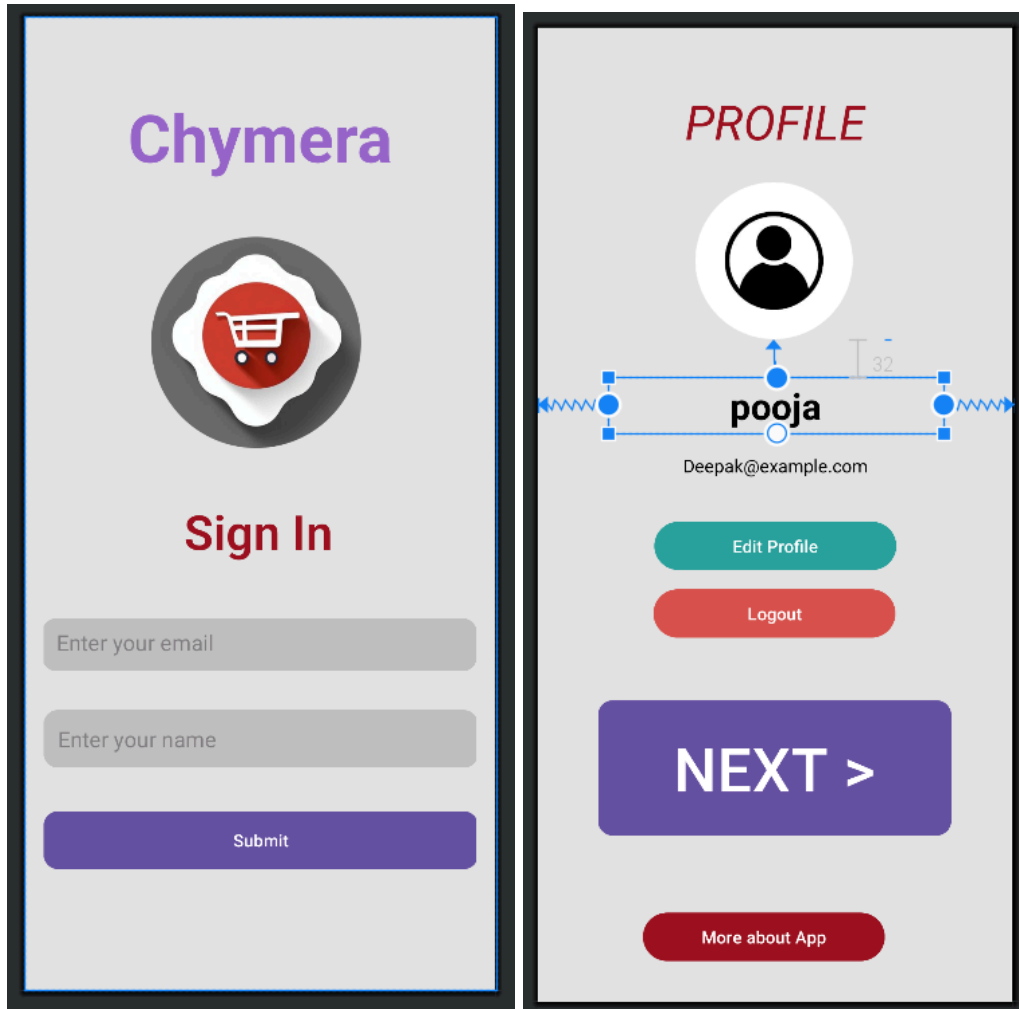 Chymera
Sign In
Enter your email
Enter your name
Submit
PROFILE
32
pooja
Deepak@example.com
Edit Profile
Logout
NEXT >
More about App